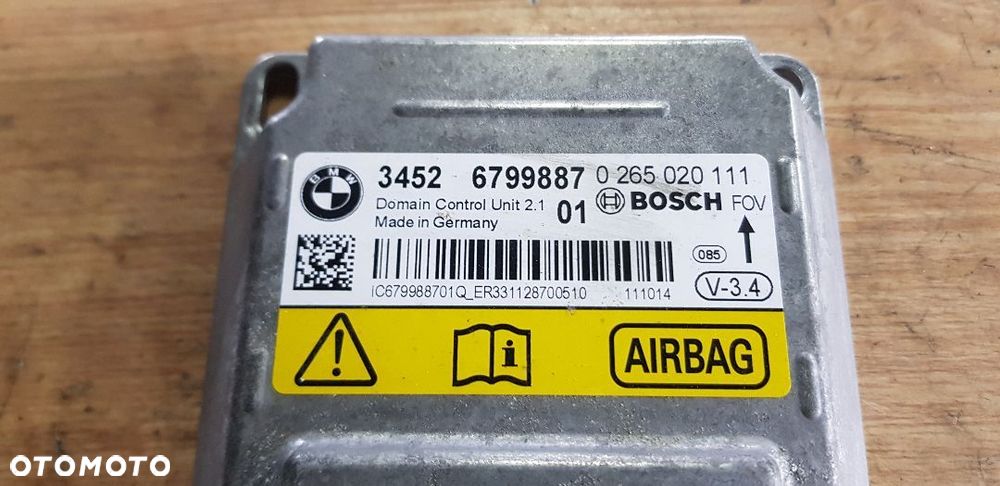 BMW
3452 6799887 0 265 020 111
Domain Control Unit 2.1 01 BOSCH FOV
Made in Germany
085
V-3.4
IC679988701Q_ER331128700510 111014
AIRBAG
OTOMOTO